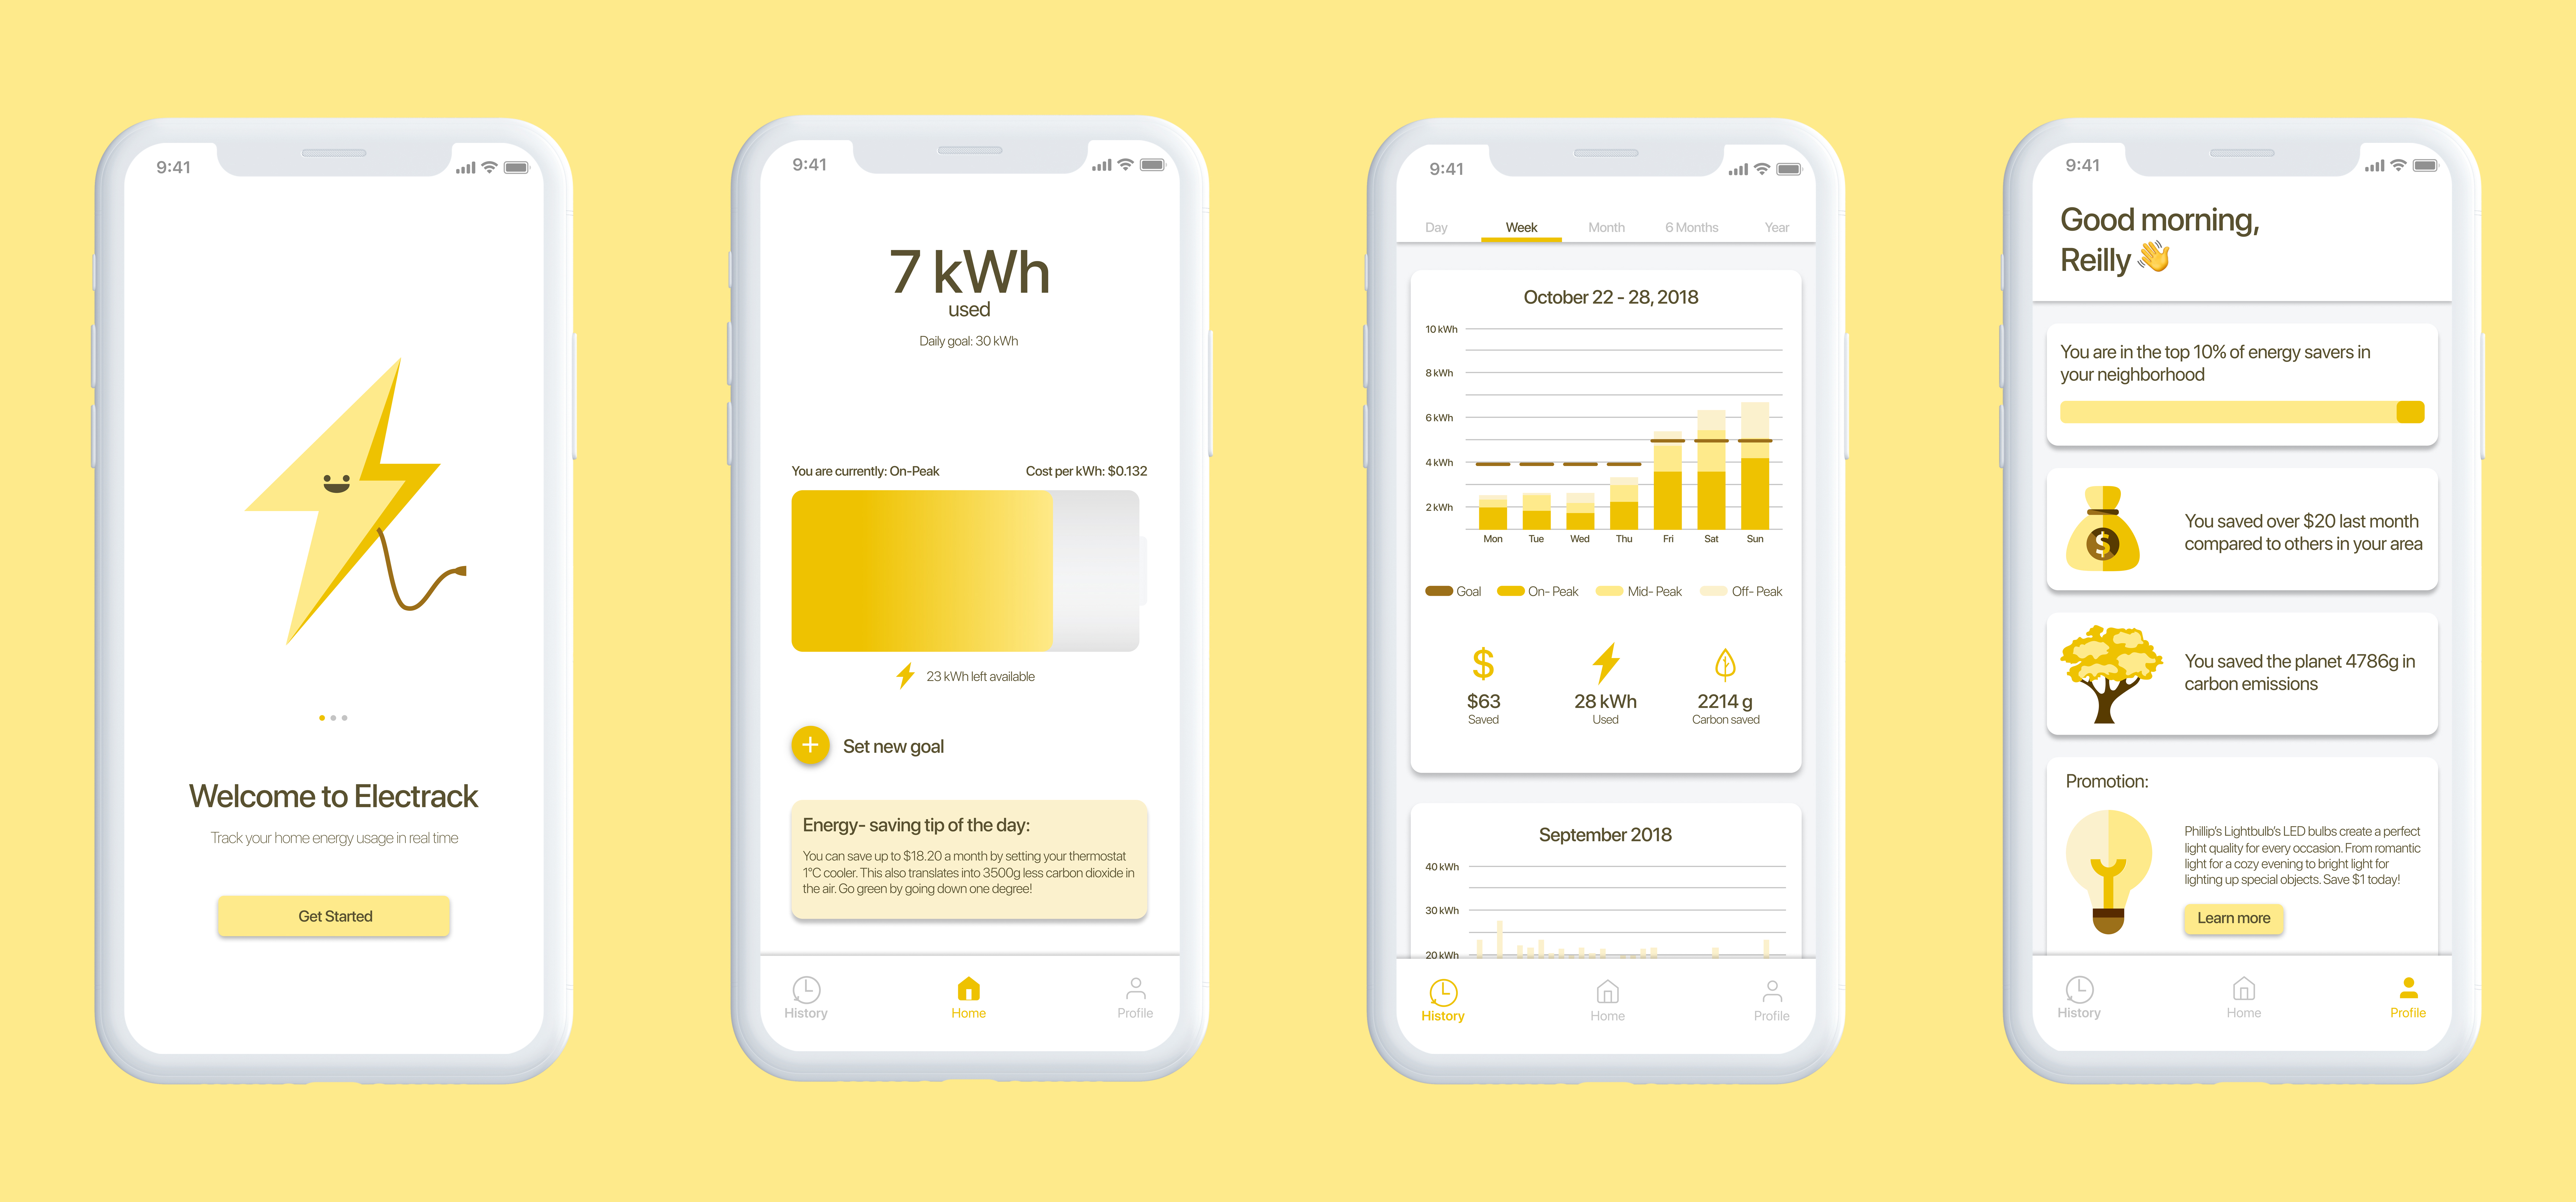 9:41
Welcome to Electrack
Track your home energy usage in real time
Get Started
9:41
7 kWh
used
Daily goal: 30 kWh
You are currently: On-Peak
Cost per kWh: $0.132
23 kWh left available
+ Set new goal
Energy- saving tip of the day:
You can save up to $18.20 a month by setting your thermostat
1°C cooler. This also translates into 3500g less carbon dioxide in
the air. Go green by going down one degree!
History Home Profile
9:41
Day Week Month 6 Months Year
October 22 - 28, 2018
10 kWh
8 kWh
6 kWh
4 kWh
2 kWh
Mon Tue Wed Thu Fri Sat Sun
Goal On- Peak Mid- Peak Off- Peak
$
$63 28 kWh 2214 g
Saved Used Carbon saved
September 2018
40 kWh
30 kWh
20 kWh
History Home Profile
9:41
Good morning,
Reilly 👋
You are in the top 10% of energy savers in
your neighborhood
$
You saved over $20 last month
compared to others in your area
You saved the planet 4786g in
carbon emissions
Promotion:
Phillip's Lightbulb's LED bulbs create a perfect
light quality for every occasion. From romantic
light for a cozy evening to bright light for
lighting up special objects. Save $1 today!
Learn more
History Home Profile